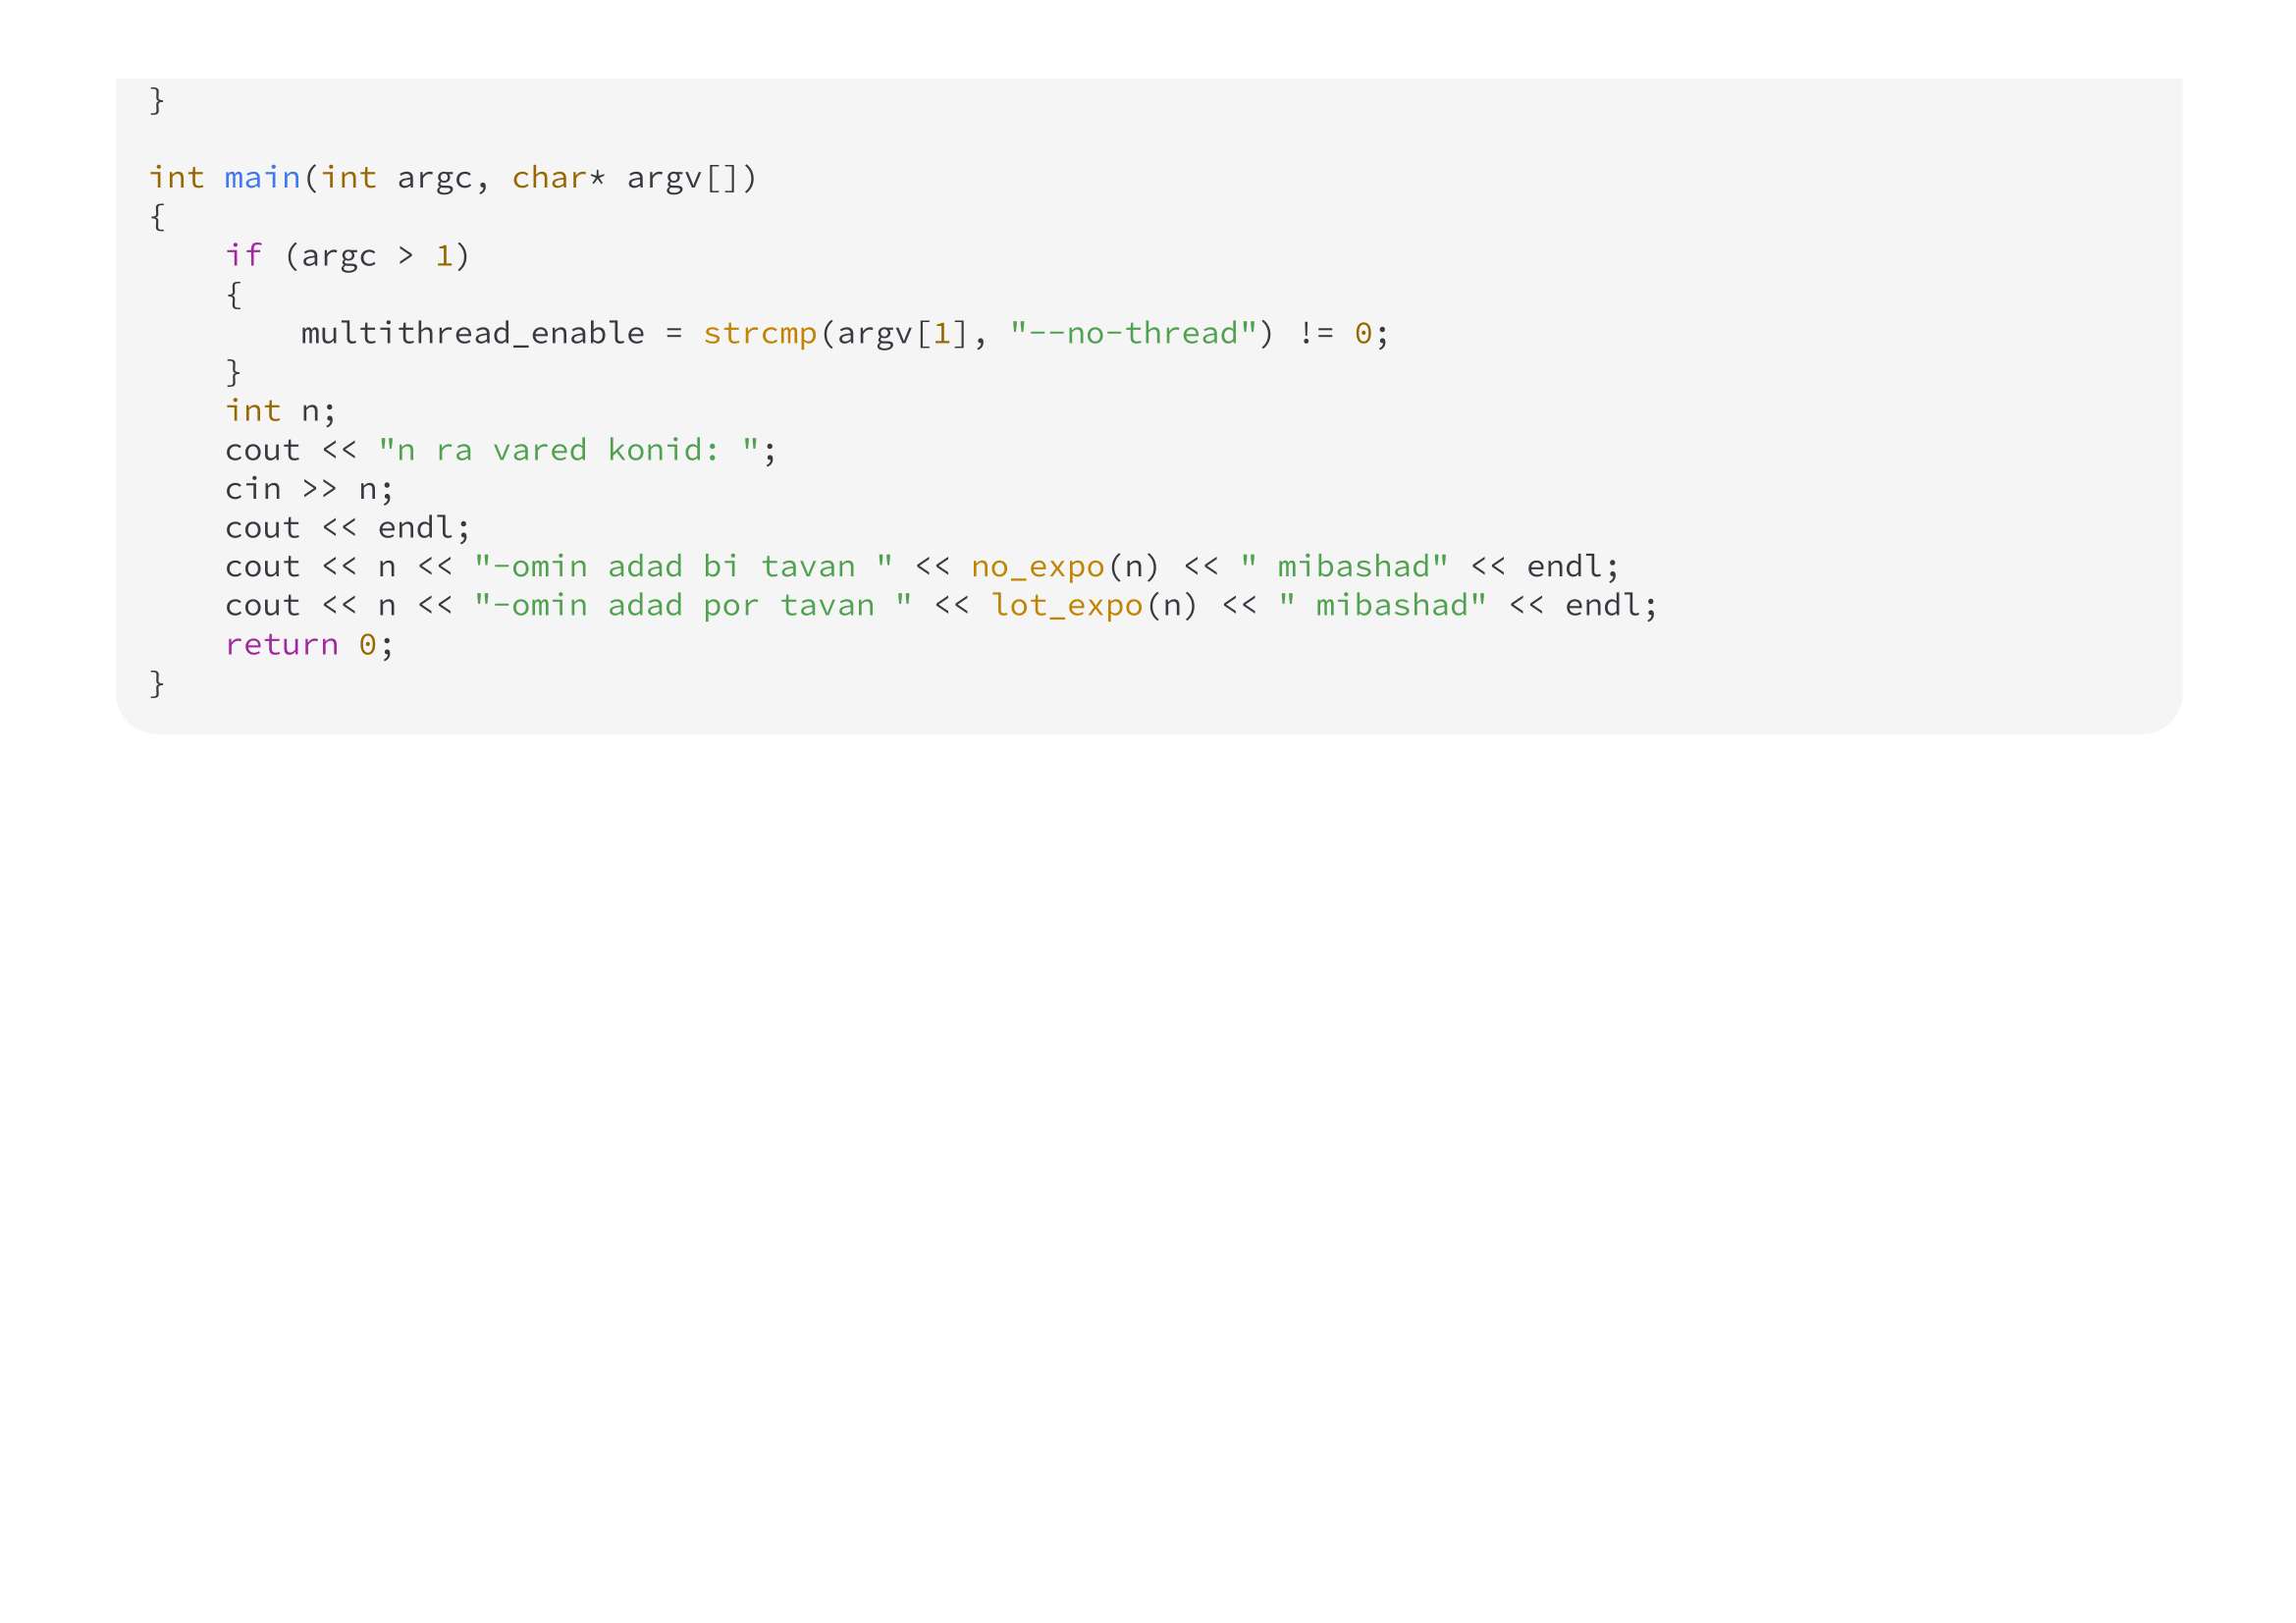 }
int main(int argc, char* argv[])
{
    if (argc > 1)
    {
        multithread_enable = strcmp(argv[1], "--no-thread") != 0;
    }
    int n;
    cout << "n ra vared konid: ";
    cin >> n;
    cout << endl;
    cout << n << "-omin adad bi tavan " << no_expo(n) << " mibashad" << endl;
    cout << n << "-omin adad por tavan " << lot_expo(n) << " mibashad" << endl;
    return 0;
}